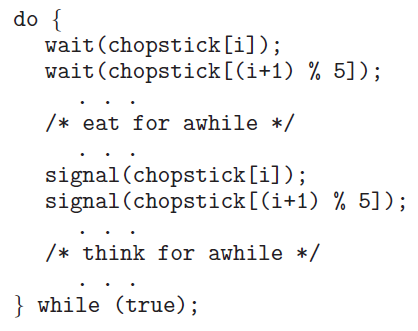 do {
wait(chopstick[i]);
wait(chopstick[(i+1) % 5]);
. . .
/* eat for awhile */
. . .
signal(chopstick[i]);
signal(chopstick[(i+1) % 5]);
. . .
/* think for awhile */
. . .
} while (true);